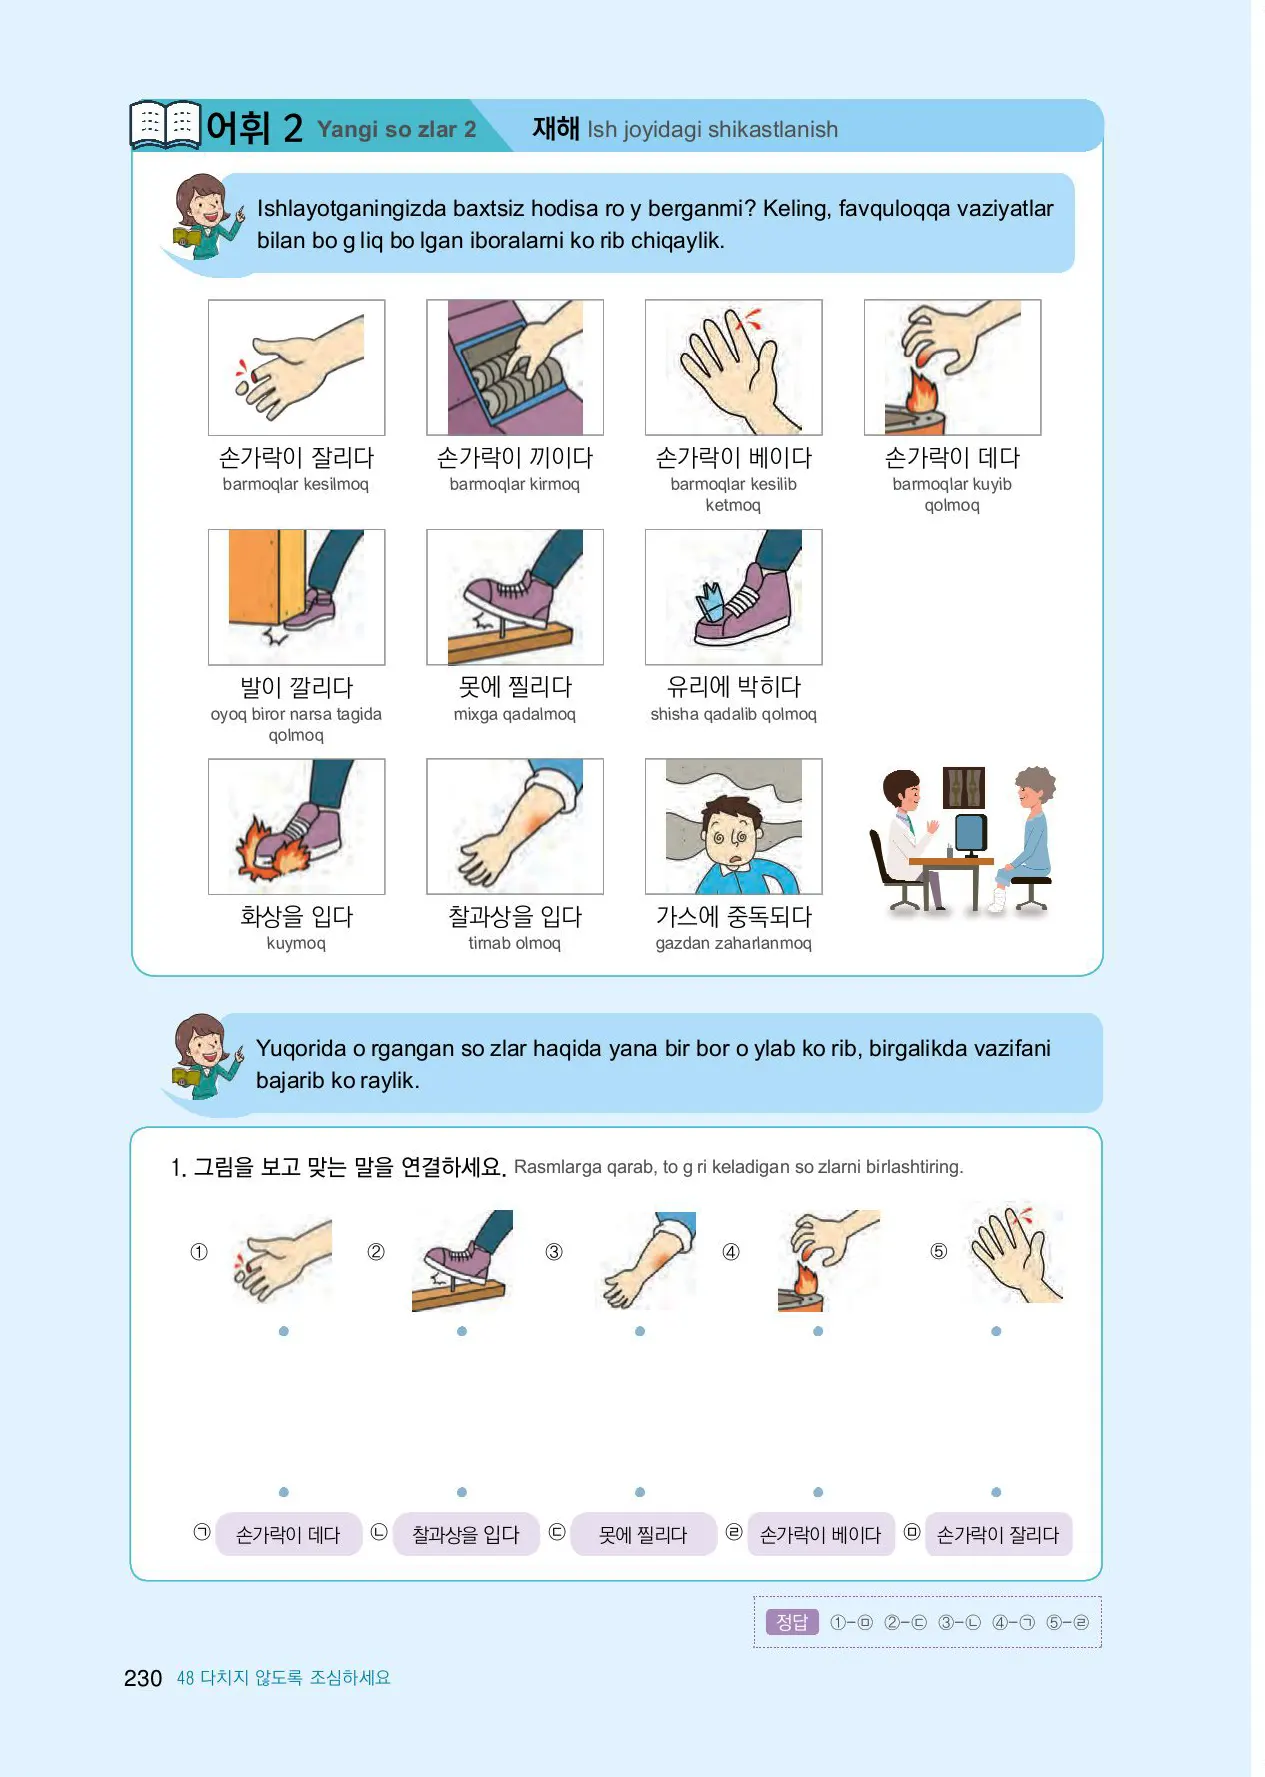 어휘 2 Yangi so zlar 2 재해 Ish joyidagi shikastlanish
Ishlayotganingizda baxtsiz hodisa ro y berganmi? Keling, favquloqqa vaziyatlar
bilan bo g liq bo lgan iboralarni ko rib chiqaylik.
손가락이 잘리다 손가락이 끼이다 손가락이 베이다 손가락이 데다
barmoqlar kesilmoq barmoqlar kirmoq barmoqlar kesilib barmoqlar kuyib
ketmoq qolmoq
발이 깔리다 못에 찔리다 유리에 박히다
oyoq biror narsa tagida mixga qadalmoq shisha qadalib qolmoq
qolmoq
화상을 입다 찰과상을 입다 가스에 중독되다
kuymoq tirnab olmoq gazdan zaharlanmoq
Yuqorida o rgangan so zlar haqida yana bir bor o ylab ko rib, birgalikda vazifani
bajarib ko raylik.
1. 그림을 보고 맞는 말을 연결하세요. Rasmlarga qarab, to g ri keladigan so zlarni birlashtiring.
① ② ③ ④ ⑤
㉠ 손가락이 데다 ㉡ 찰과상을 입다 ㉢ 못에 찔리다 ㉣ 손가락이 베이다 ㉤ 손가락이 잘리다
정답 ①-㉤ ②-㉢ ③-㉡ ④-㉠ ⑤-㉣
230 48 다치지 않도록 조심하세요